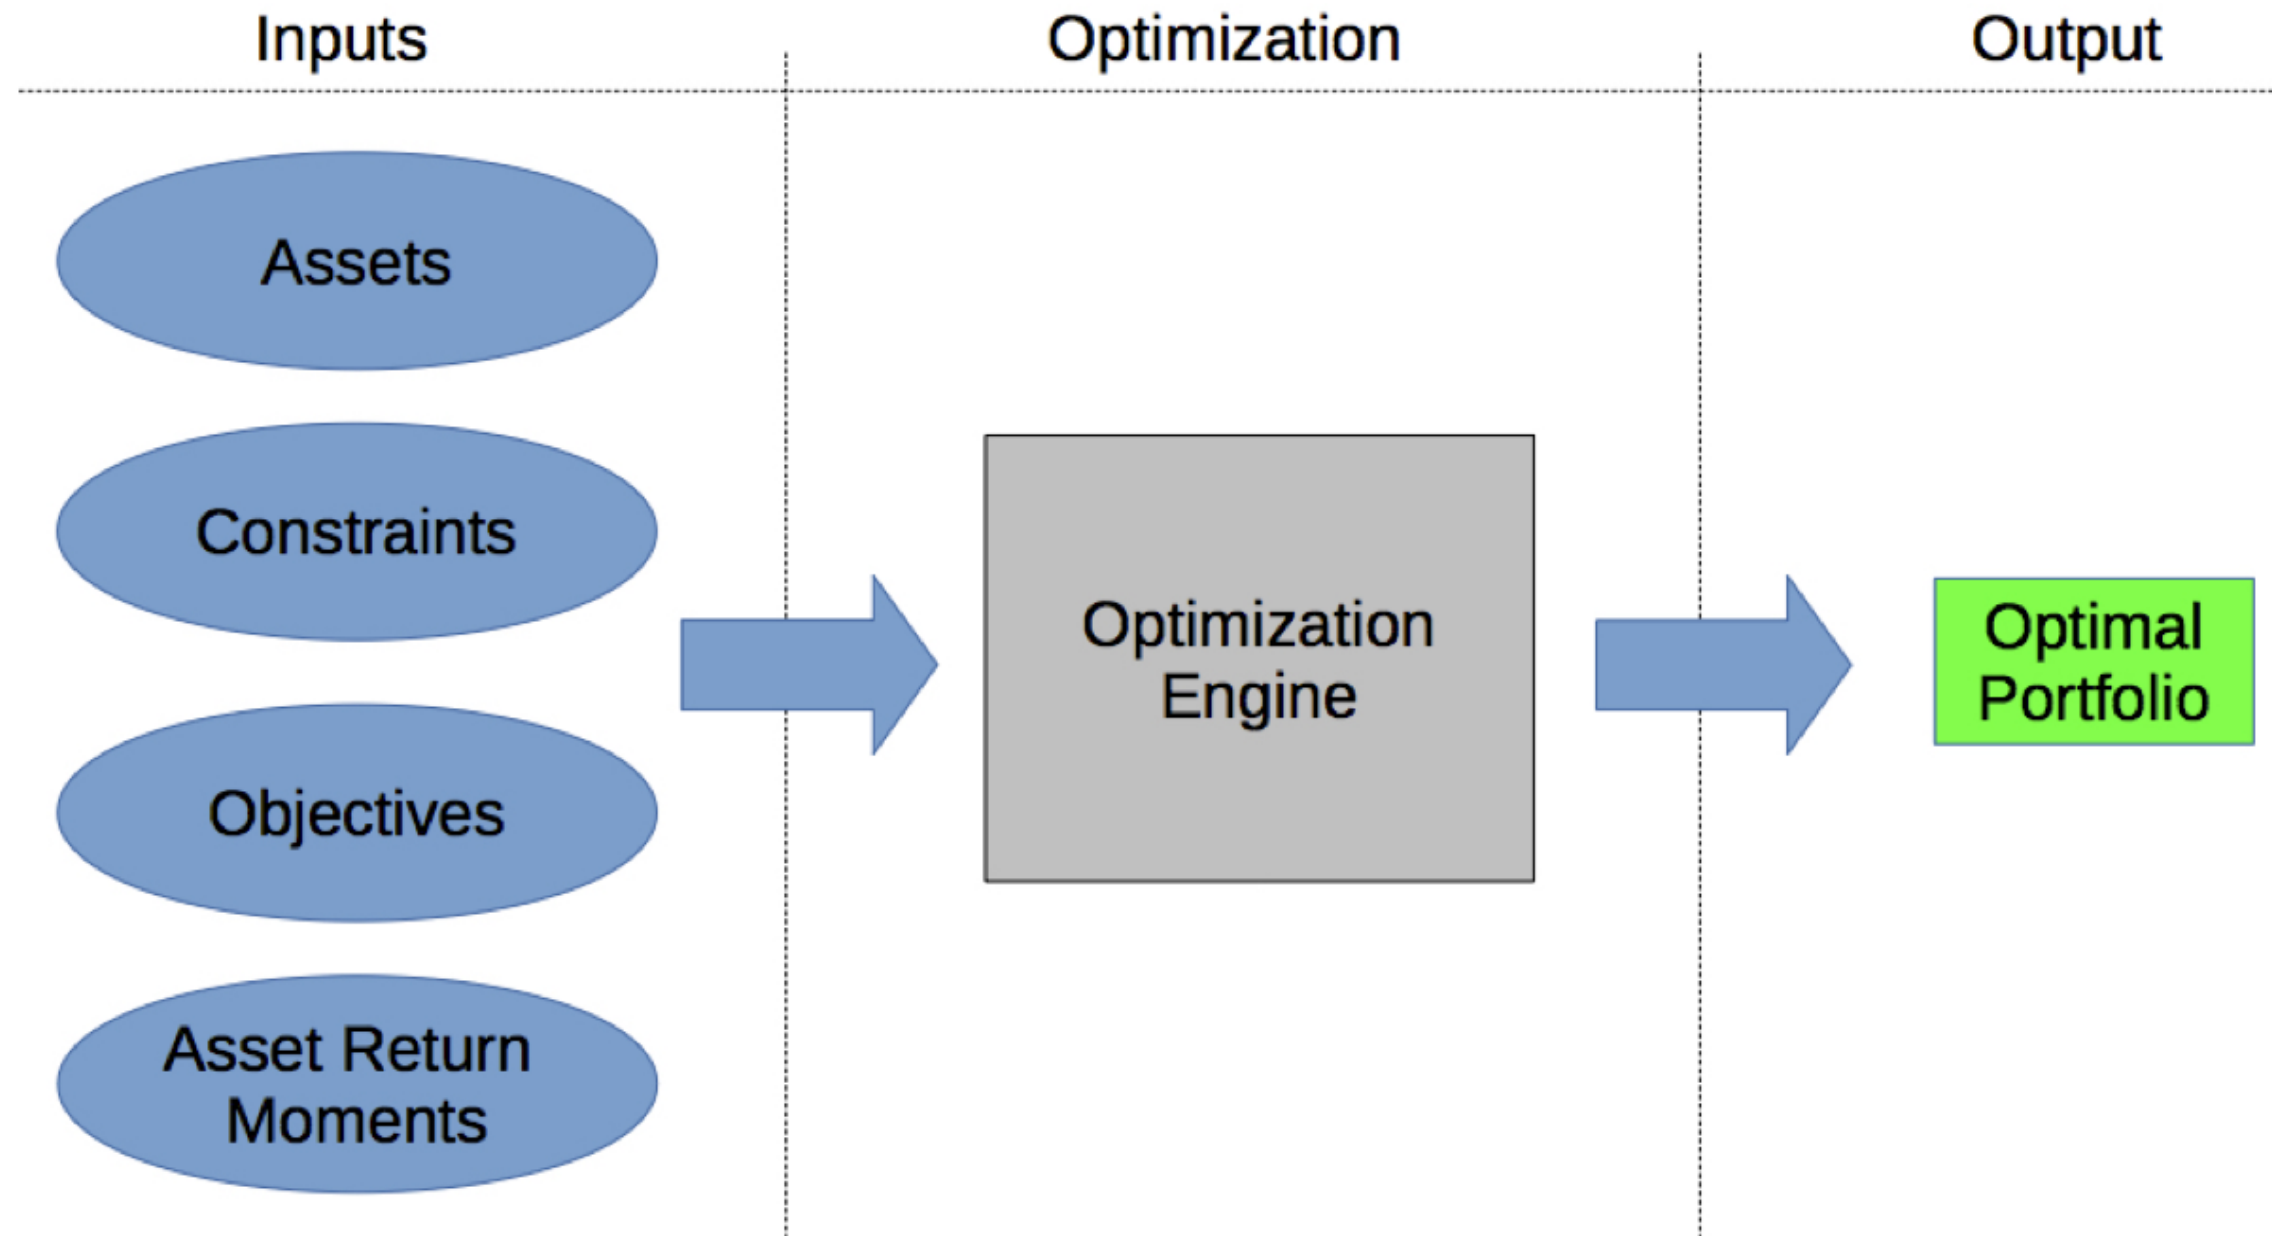 Inputs
Optimization
Output
Assets
Constraints
Objectives
Asset Return
Moments
Optimization
Engine
Optimal
Portfolio